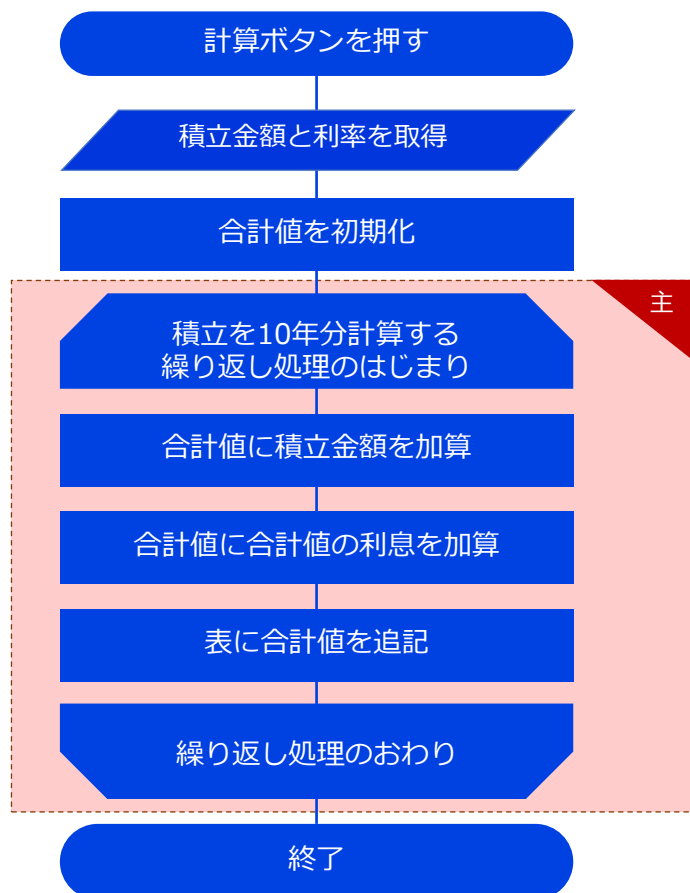 計算ボタンを押す
積立金額と利率を取得
合計値を初期化
主
積立を10年分計算する
繰り返し処理のはじまり
合計値に積立金額を加算
合計値に合計値の利息を加算
表に合計値を追記
繰り返し処理のおわり
終了